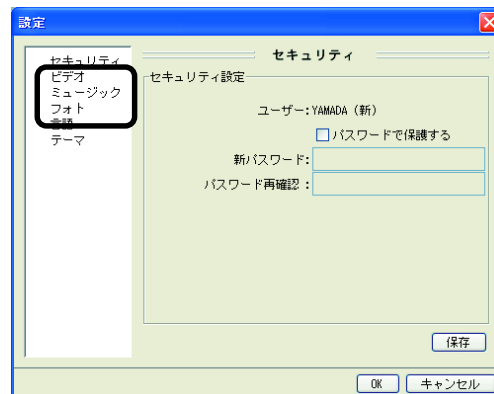 設定
セキュリティ
ビデオ
ミュージック
フォト
言語
テーマ
セキュリティ
セキュリティ設定
ユーザー:YAMADA (新)
パスワードで保護する
新パスワード:
パスワード再確認:
保存
OK
キャンセル